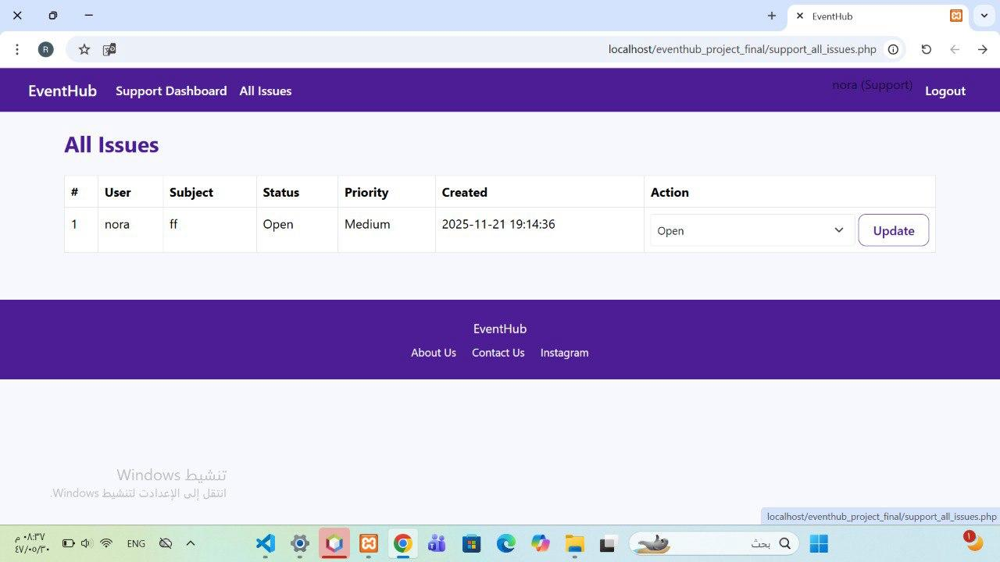 EventHub
localhost/eventhub_project_final/support_all_issues.php
R
EventHub Support Dashboard All Issues nora (Support) Logout
All Issues
# User Subject Status Priority Created Action
1 nora ff Open Medium 2025-11-21 19:14:36 Open Update
EventHub
About Us Contact Us Instagram
تنشيط Windows
انتقل إلى الإعدادت لتنشيط Windows.
localhost/eventhub_project_final/support_all_issues.php
٠٨:٣٧ م
٤٧/٠٥/٣٠
ENG
بحث
1